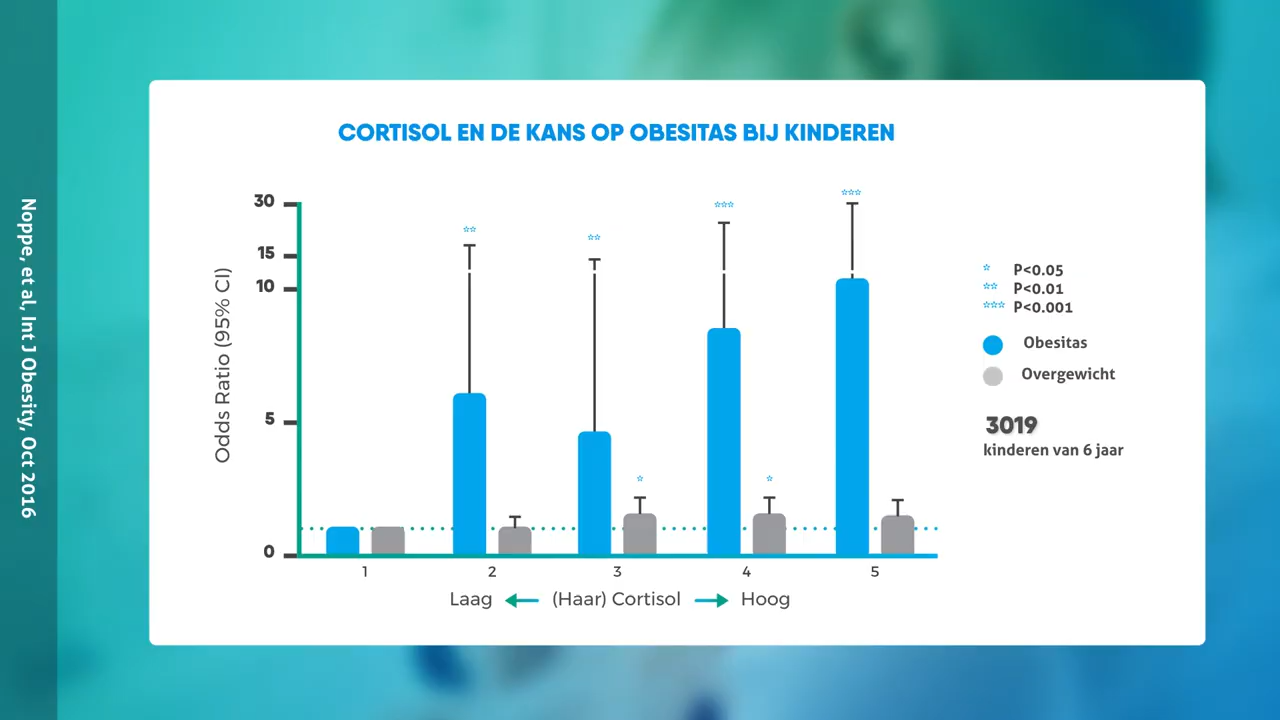 Noppe, et al, Int J Obesity, Oct 2016
CORTISOL EN DE KANS OP OBESITAS BIJ KINDEREN
Odds Ratio (95% CI)
30
15
10
5
0
☆☆
☆☆
☆
☆☆☆
☆
☆☆☆
1 2 3 4 5
Laag (Haar) Cortisol Hoog
☆ P<0.05
☆☆ P<0.01
☆☆☆ P<0.001
Obesitas
Overgewicht
3019
kinderen van 6 jaar